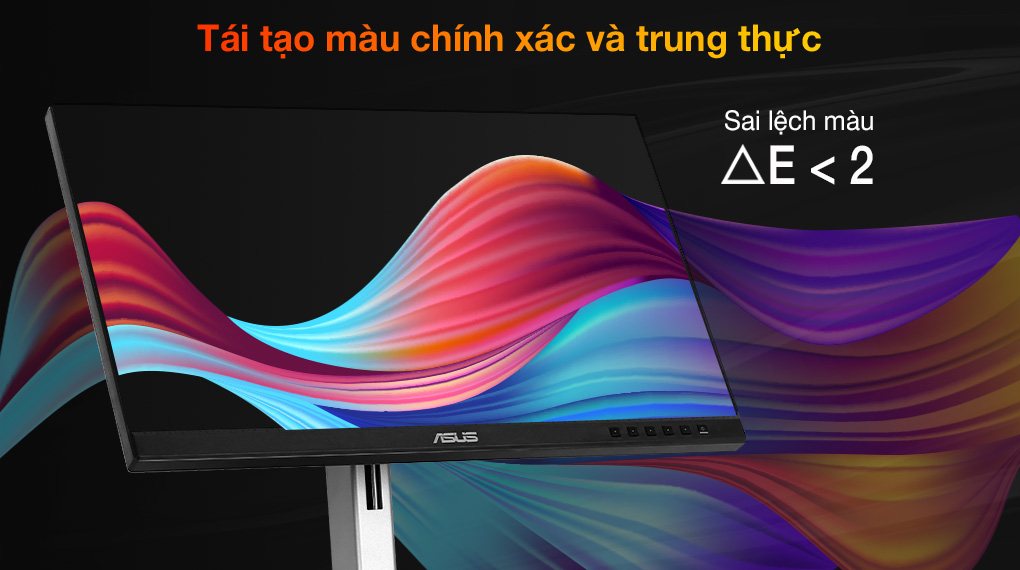 Tái tạo màu chính xác và trung thực
Sai lệch màu
△E < 2
ASUS